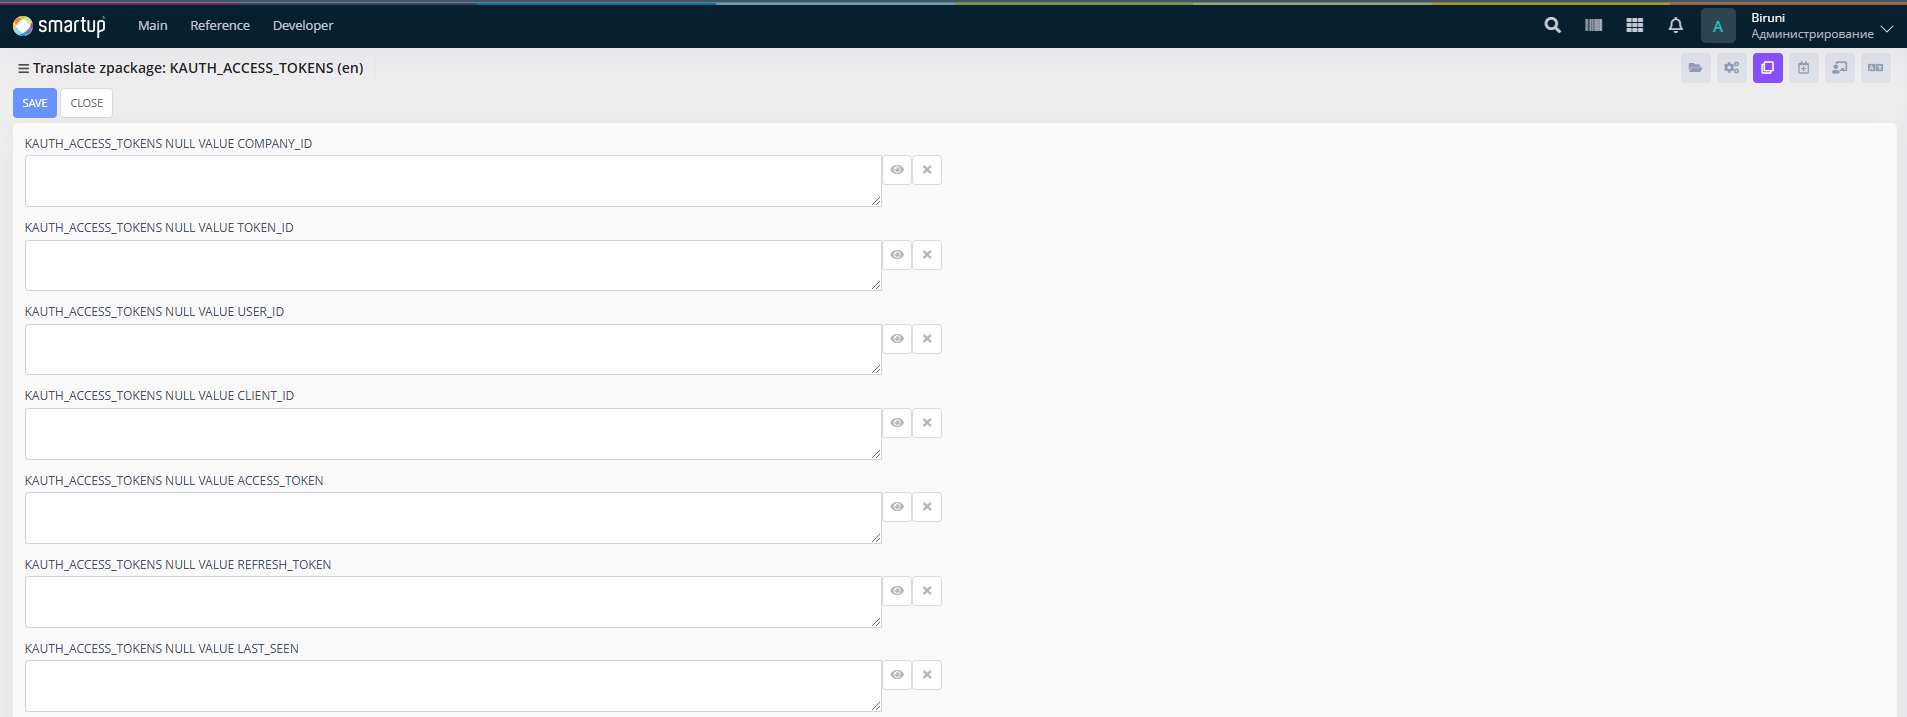 smartup Main Reference Developer A Biruni
Администрирование
Translate zpackage: KAUTH_ACCESS_TOKENS (en)
SAVE CLOSE
KAUTH_ACCESS_TOKENS NULL VALUE COMPANY_ID
KAUTH_ACCESS_TOKENS NULL VALUE TOKEN_ID
KAUTH_ACCESS_TOKENS NULL VALUE USER_ID
KAUTH_ACCESS_TOKENS NULL VALUE CLIENT_ID
KAUTH_ACCESS_TOKENS NULL VALUE ACCESS_TOKEN
KAUTH_ACCESS_TOKENS NULL VALUE REFRESH_TOKEN
KAUTH_ACCESS_TOKENS NULL VALUE LAST_SEEN